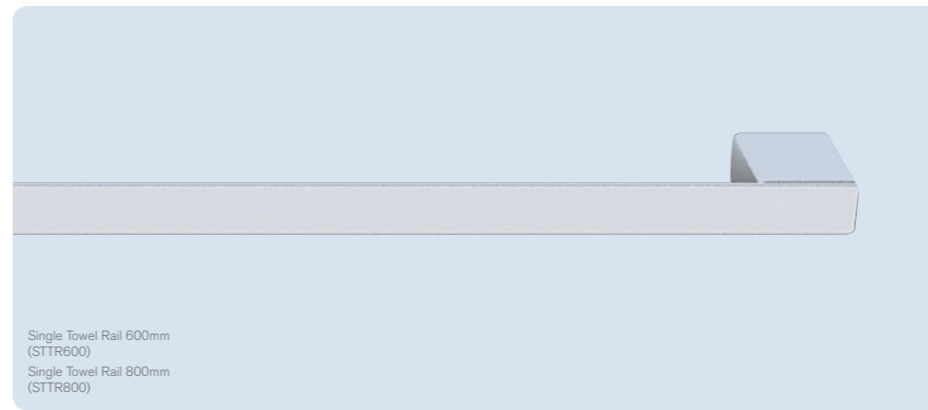 Single Towel Rail 600mm
(STTR600)
Single Towel Rail 800mm
(STTR800)